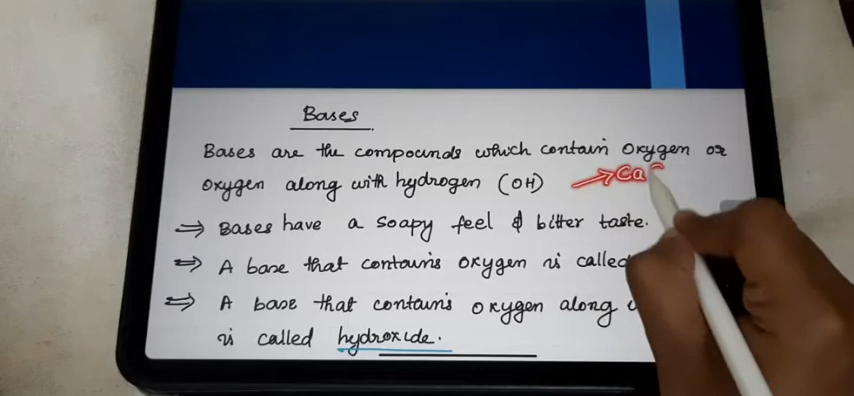 Bases
Bases are the compounds which contain oxygen or
oxygen along with hydrogen (OH) → Ca
⇒ Bases have a soapy feel & bitter taste.
⇒ A base that contains oxygen is called
⇒ A base that contains oxygen along
is called hydroxide.